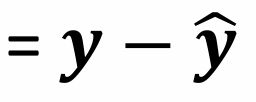 = y − ŷ